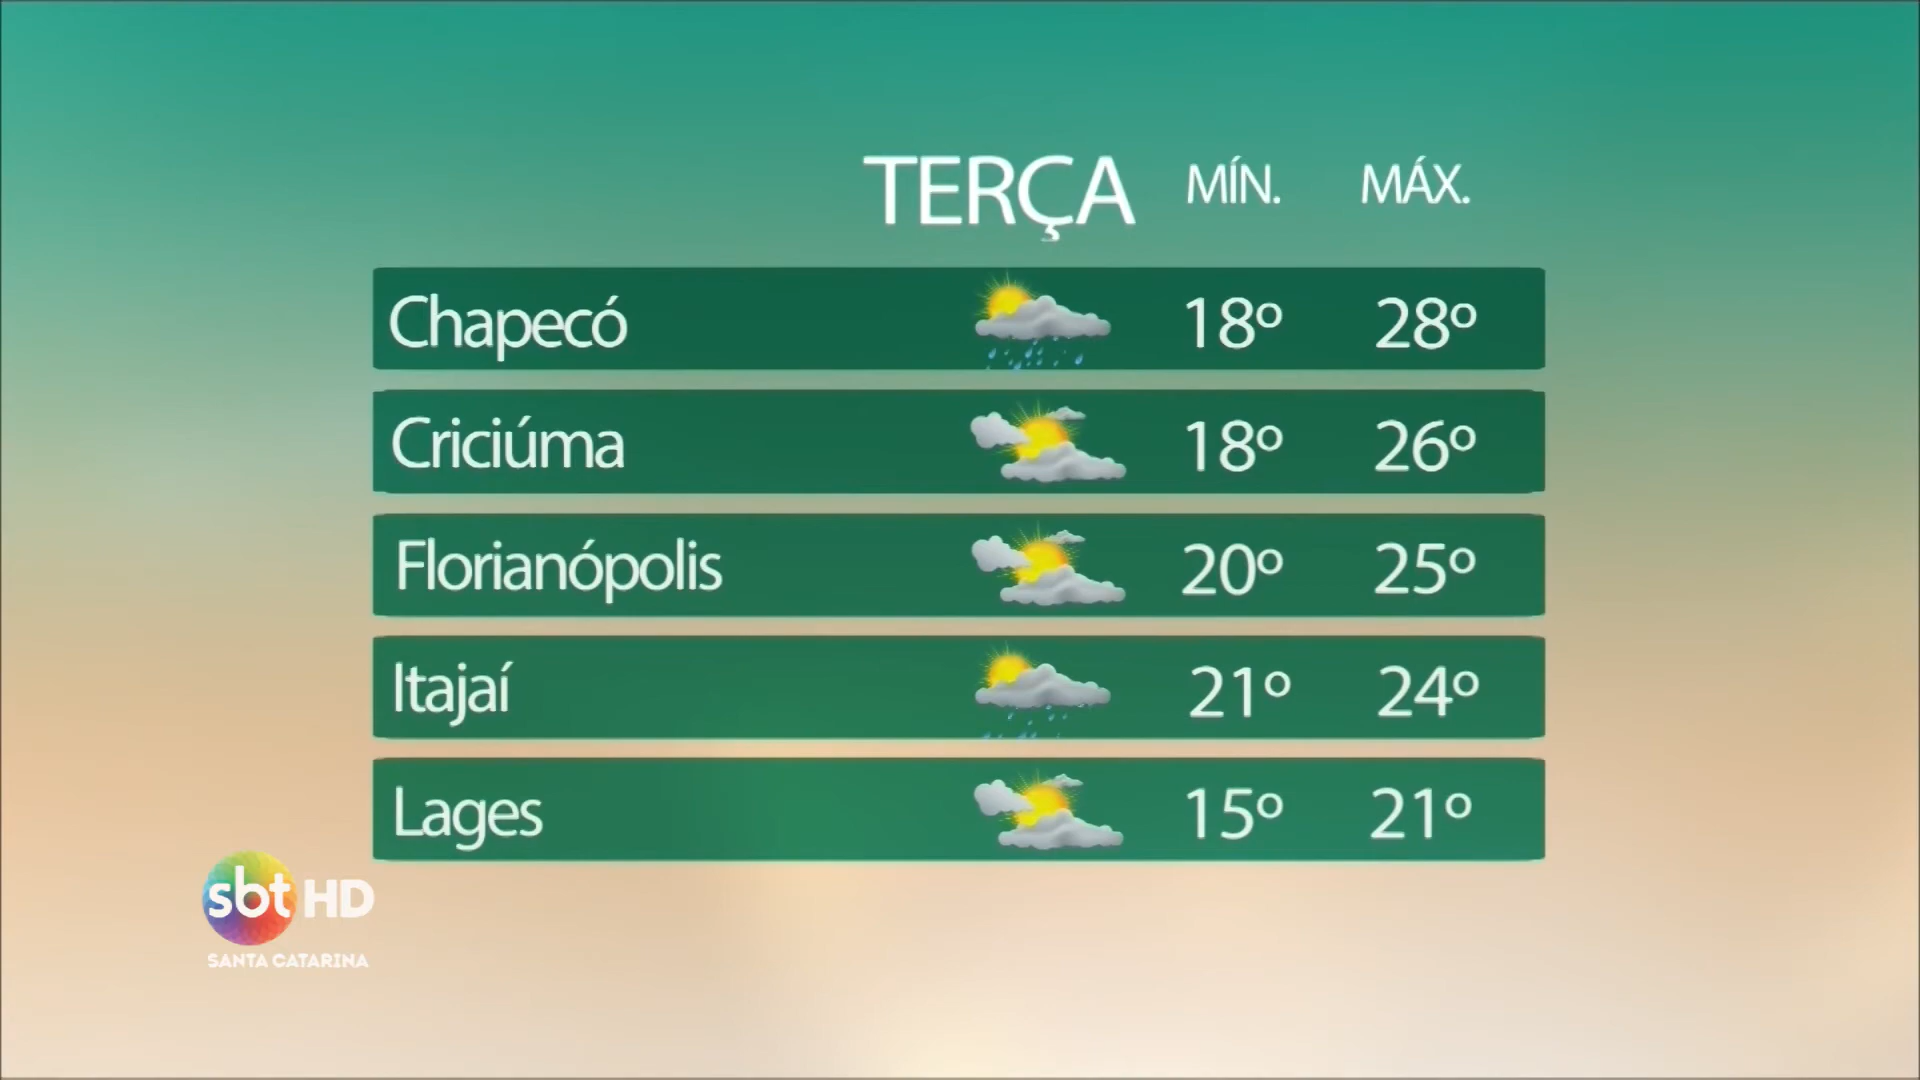 TERÇA MÍN. MÁX.
Chapecó 18º 28º
Criciúma 18º 26º
Florianópolis 20º 25º
Itajaí 21º 24º
Lages 15º 21º
sbt HD
SANTA CATARINA